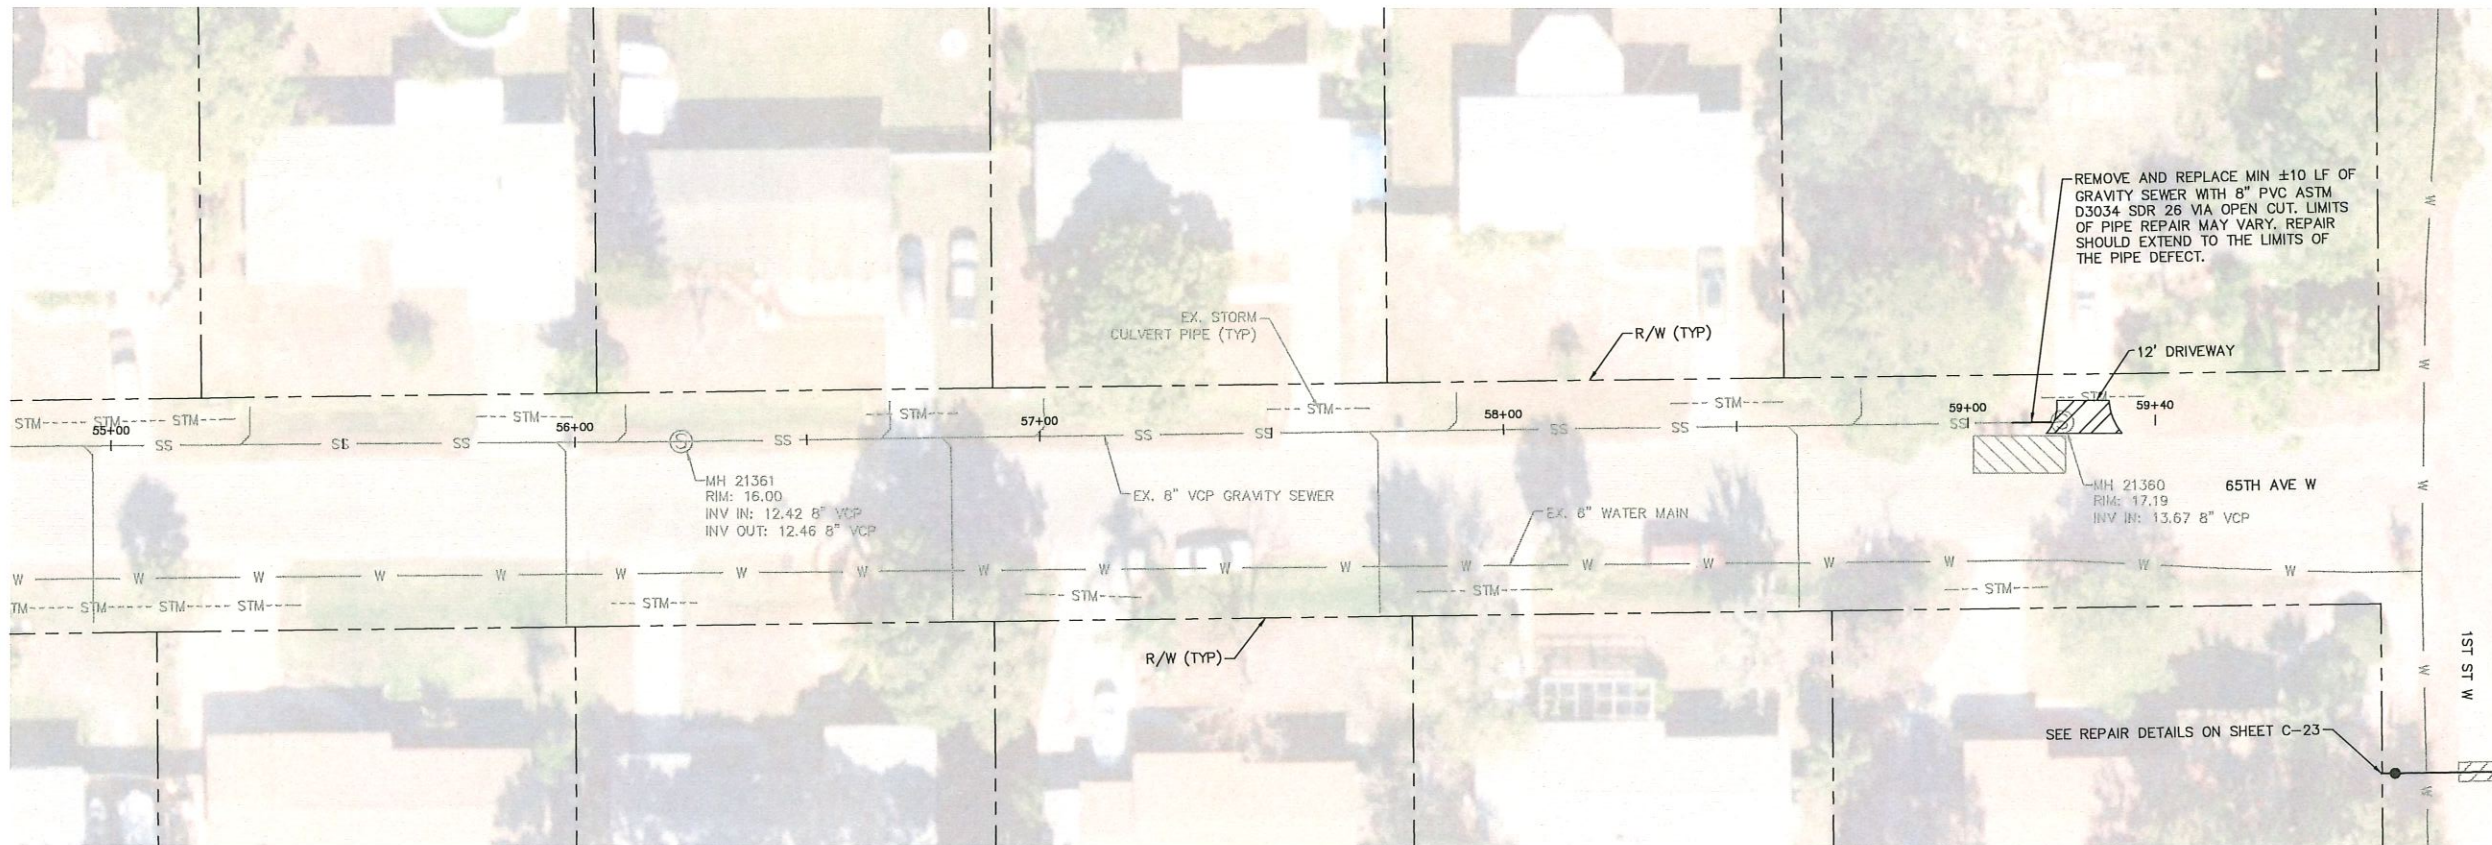 REMOVE AND REPLACE MIN ±10 LF OF
GRAVITY SEWER WITH 8" PVC ASTM
D3034 SDR 26 VIA OPEN CUT. LIMITS
OF PIPE REPAIR MAY VARY. REPAIR
SHOULD EXTEND TO THE LIMITS OF
THE PIPE DEFECT.
W
EX. STORM
CULVERT PIPE (TYP)
R/W (TYP)
12' DRIVEWAY
W
STM STM STM STM STM STM STM STM
55+00 56+00 57+00 58+00 59+00 59+40
SS SS SS SS SS SS SS SS SS
S
MH 21361
RIM: 16.00
INV IN: 12.42 8" VCP
INV OUT: 12.46 8" VCP
EX. 8" VCP GRAVITY SEWER
EX. 6" WATER MAIN
MH 21360
RIM: 17.19
INV IN: 13.67 8" VCP
65TH AVE W
W
W W W W W W W W W W W W W W W W W W W
TM STM STM STM STM STM STM STM
R/W (TYP)
1ST ST W
W
SEE REPAIR DETAILS ON SHEET C-23
W